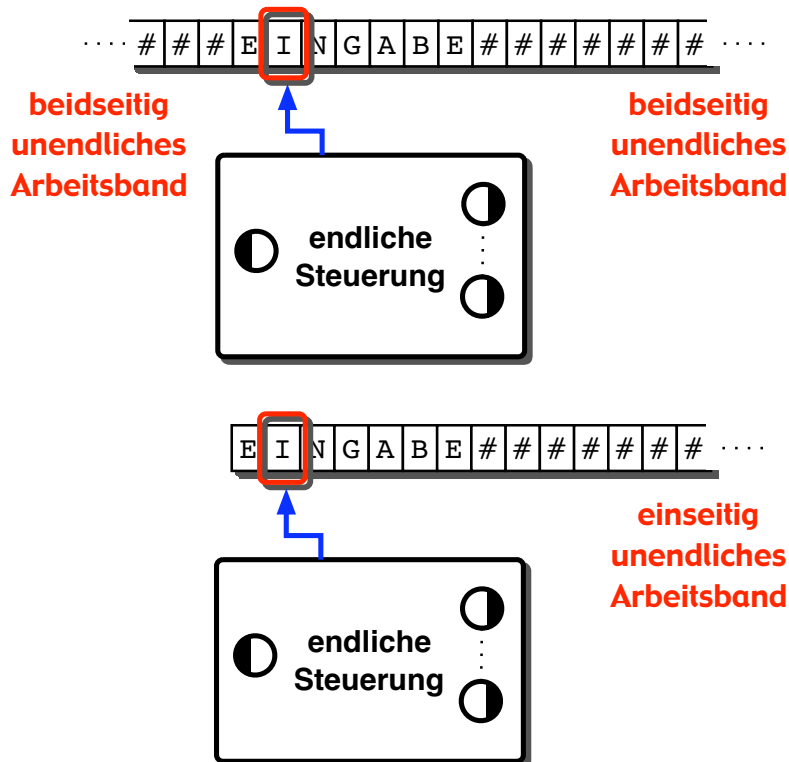 · · · · # # # E I N G A B E # # # # # # # · · · ·
beidseitig
unendliches
Arbeitsband
beidseitig
unendliches
Arbeitsband
endliche
Steuerung
E I N G A B E # # # # # # # · · · ·
einseitig
unendliches
Arbeitsband
endliche
Steuerung